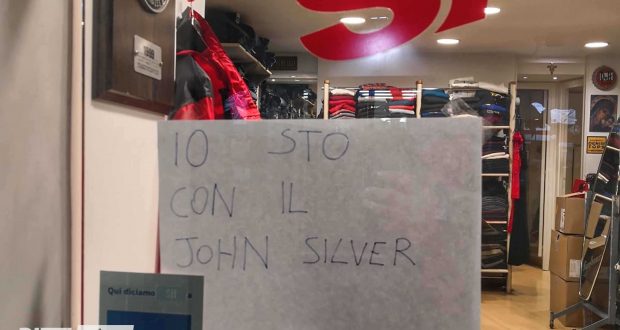 IO STO
CON IL
JOHN SILVER
Qui diciamo